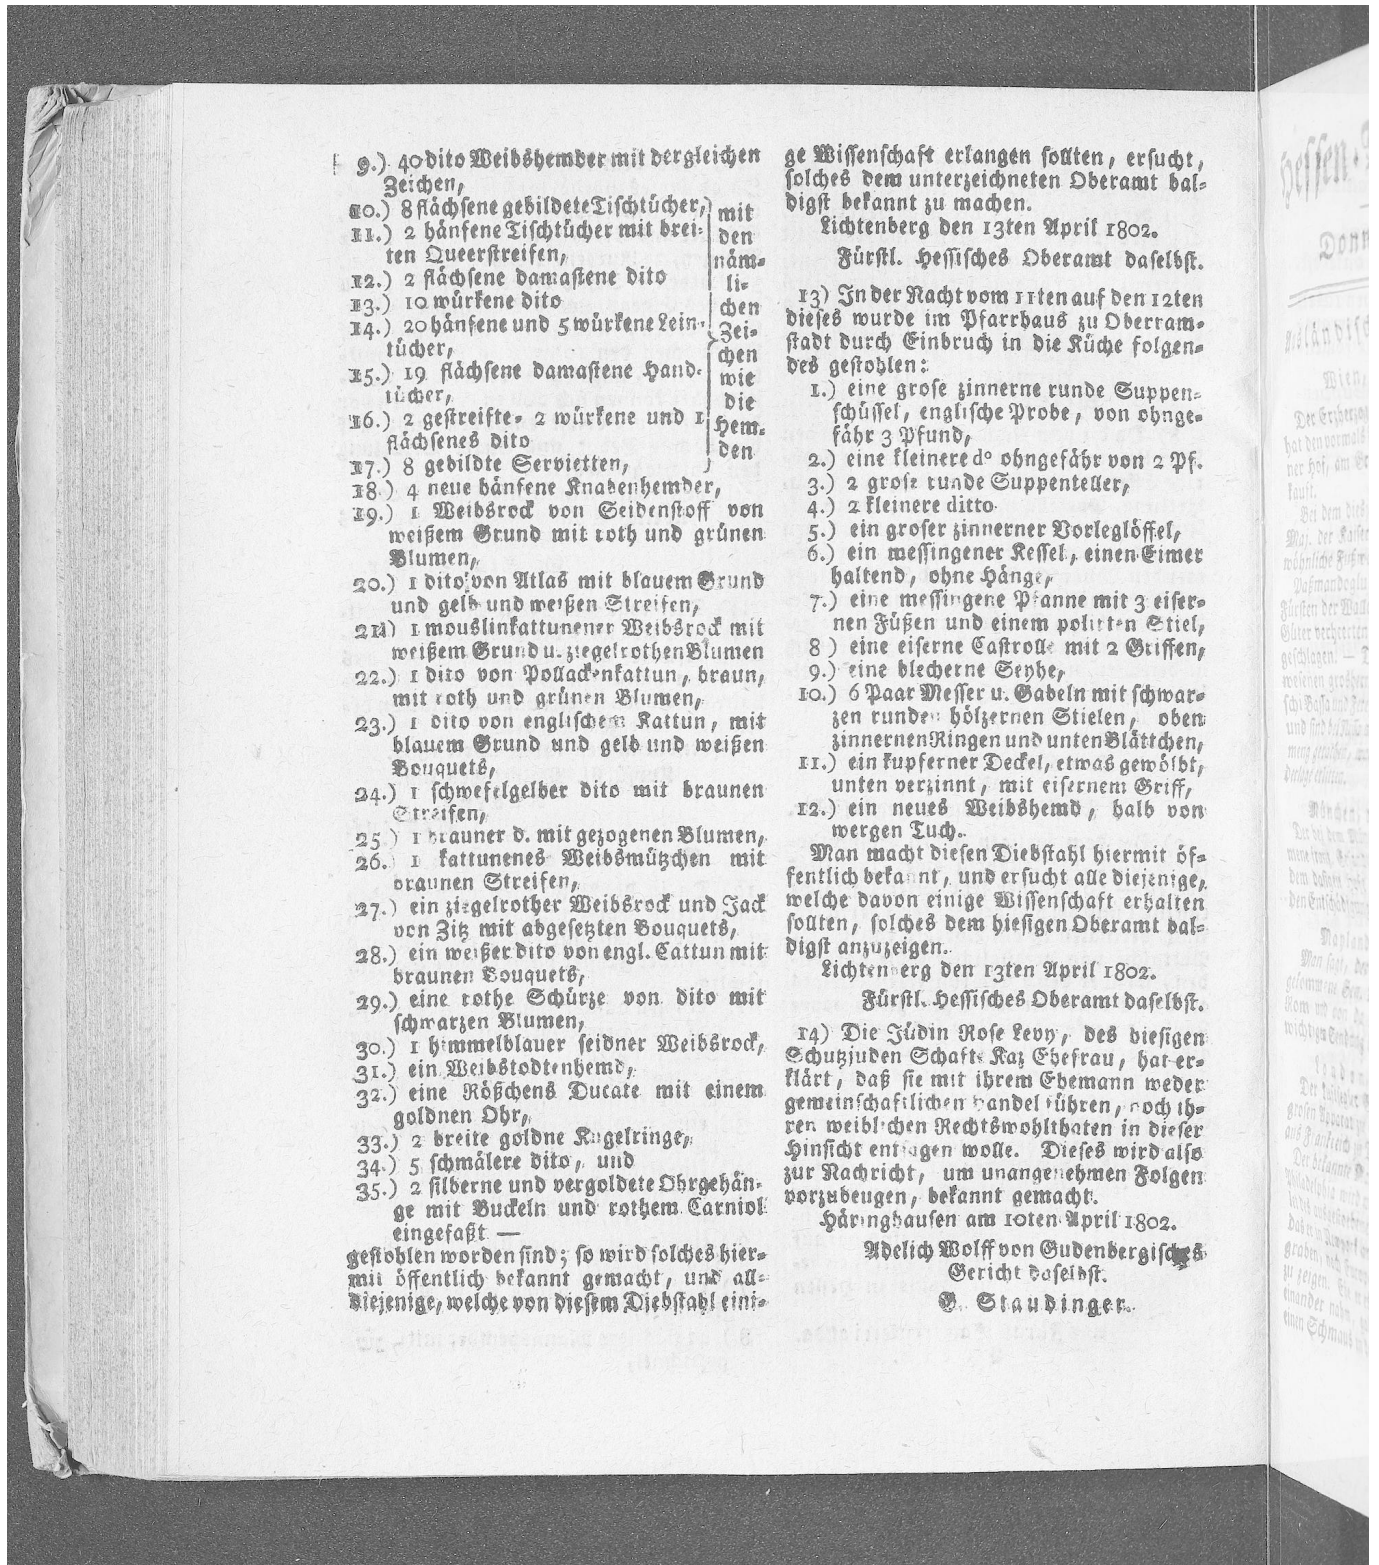 9.) 40 dito Weibshemder mit dergleichen
Zeichen,
10.) 8 flächsene gebildete Tischtücher,
11.) 2 hänfene Tischtücher mit brei-
ten Queerstreifen,
12.) 2 flächsene damastene dito
13.) 10 würkene dito
14.) 20 hänfene und 5 würkene Lein-
tücher,
15.) 19 flächsene damastene Hand-
tücher,
16.) 2 gestreifte- 2 würkene und 1
flächsenes dito
17.) 8 gebildte Servietten,
mit
den
näm-
li-
chen
Zei-
chen
wie
die
Hem-
den
18.) 4 neue hänfene Knabenhemder,
19.) 1 Weibsrock von Seidenstoff von
weißem Grund mit roth und grünen
Blumen,
20.) 1 dito von Atlas mit blauem Grund
und gelb und weißen Streifen,
21.) 1 mouslinkattunener Weibsrock mit
weißem Grund u. ziegelrothen Blumen
22.) 1 dito von Pollackenkattun, braun,
mit roth und grünen Blumen,
23.) 1 dito von englischem Kattun, mit
blauem Grund und gelb und weißen
Bouquets,
24.) 1 schwefelgelber dito mit braunen
Streifen,
25.) 1 brauner d. mit gezogenen Blumen,
26. 1 kattunenes Weibsmützchen mit
braunen Streifen,
27.) ein ziegelrother Weibsrock und Jack
von Zitz mit abgesetzten Bouquets,
28.) ein weißer dito von engl. Cattun mit
braunen Bouquets,
29.) eine rothe Schürze von dito mit
schwarzen Blumen,
30.) 1 himmelblauer seidner Weibsrock,
31.) ein Weibstodtenhemd,
32.) eine Rößchens Ducate mit einem
goldnen Ohr,
33.) 2 breite goldne Kugelringe,
34.) 5 schmälere dito, und
35.) 2 silberne und vergoldete Ohrgehän-
ge mit Buckeln und rothem Carniol
eingefaßt —
gestohlen worden sind; so wird solches hier-
mit öffentlich bekannt gemacht, und all-
diejenige, welche von diesem Diebstahl eini-
ge Wissenschaft erlangen sollten, ersucht,
solches dem unterzeichneten Oberamt bal-
digst bekannt zu machen.
Lichtenberg den 13ten April 1802.
Fürstl. Hessisches Oberamt daselbst.
13) In der Nacht vom 11ten auf den 12ten
dieses wurde im Pfarrhaus zu Oberram-
stadt durch Einbruch in die Küche folgen-
des gestohlen:
1.) eine grose zinnerne runde Suppen-
schüssel, englische Probe, von ohnge-
fähr 3 Pfund,
2.) eine kleinere do ohngefähr von 2 Pf.
3.) 2 grose runde Suppenteller,
4.) 2 kleinere ditto
5.) ein groser zinnerner Vorleglöffel,
6.) ein messingener Kessel, einen Eimer
haltend, ohne Hänge,
7.) eine messingene Pfanne mit 3 eiser-
nen Füßen und einem polirten Stiel,
8) eine eiserne Castrolle mit 2 Griffen,
9.) eine blecherne Seyhe,
10.) 6 Paar Messer u. Gabeln mit schwar-
zen runden hölzernen Stielen, oben
zinnernen Ringen und unten Blättchen,
11.) ein kupferner Deckel, etwas gewölbt,
unten verzinnt, mit eisernem Griff,
12.) ein neues Weibshemd, halb von
wergen Tuch.
Man macht diesen Diebstahl hiermit öf-
fentlich bekannt, und ersucht alle diejenige,
welche davon einige Wissenschaft erhalten
sollten, solches dem hiesigen Oberamt bal-
digst anzuzeigen.
Lichtenberg den 13ten April 1802.
Fürstl. Hessisches Oberamt daselbst.
14) Die Jüdin Rose Levy, des hiesigen
Schutzjuden Schafte Kaz Ehefrau, hat er-
klärt, daß sie mit ihrem Ehemann weder
gemeinschaftlichen Handel führen, noch ih-
ren weiblichen Rechtswohlthaten in dieser
Hinsicht entsagen wolle. Dieses wird also
zur Nachricht, um unangenehmen Folgen
vorzubeugen, bekannt gemacht.
Häringhausen am 10ten April 1802.
Adelich Wolff von Gudenbergisches
Gericht daselbst.
G. Staudinger.
Hessen-
Donn
Wien,